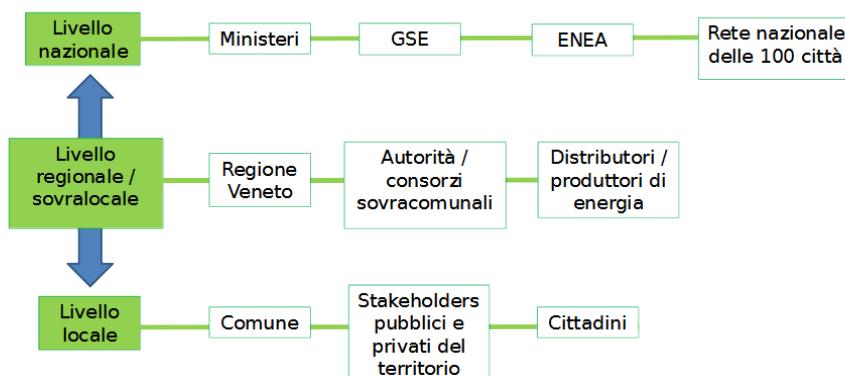 Livello
nazionale
Ministeri
GSE
ENEA
Rete nazionale
delle 100 città
Livello
regionale /
sovralocale
Regione
Veneto
Autorità /
consorzi
sovracomunali
Distributori /
produttori di
energia
Livello
locale
Comune
Stakeholders
pubblici e
privati del
territorio
Cittadini